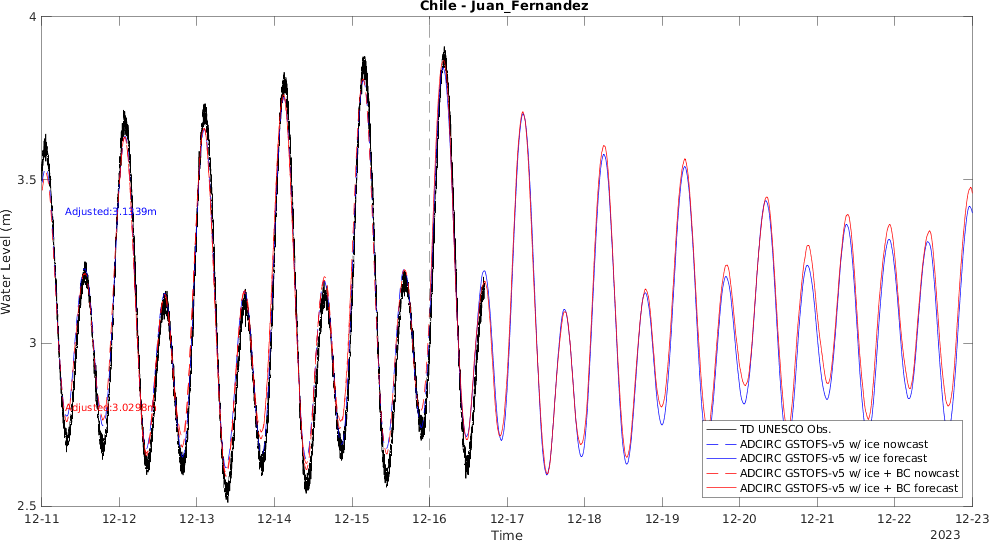 Chile - Juan_Fernandez
4
3.5
3
2.5
Water Level (m)
Adjusted:3.1339m
Adjusted:3.0298m
TD UNESCO Obs.
ADCIRC GSTOFS-v5 w/ ice nowcast
ADCIRC GSTOFS-v5 w/ ice forecast
ADCIRC GSTOFS-v5 w/ ice + BC nowcast
ADCIRC GSTOFS-v5 w/ ice + BC forecast
12-11 12-12 12-13 12-14 12-15 12-16 12-17 12-18 12-19 12-20 12-21 12-22 12-23
Time
2023